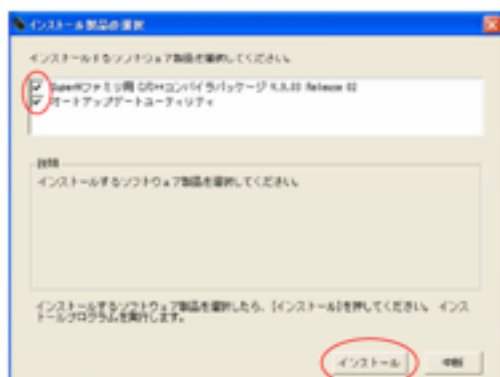 インストール製品の選択
インストールするソフトウェア製品を選択してください。
SuperHファミリ用 C/C++コンパイラパッケージ V.9.03 Release 02
オートアップデートユーティリティ
説明
インストールするソフトウェア製品を選択してください。
インストールするソフトウェア製品を選択したら、[インストール]を押してください。 インス
トールプログラムを実行します。
インストール
中断